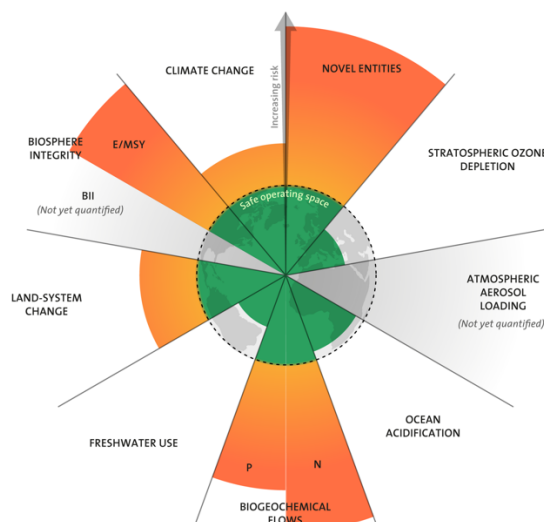 CLIMATE CHANGE
Increasing risk
NOVEL ENTITIES
BIOSPHERE
INTEGRITY
E/MSY
STRATOSPHERIC OZONE
DEPLETION
BII
(Not yet quantified)
Safe operating space
LAND-SYSTEM
CHANGE
ATMOSPHERIC
AEROSOL
LOADING
(Not yet quantified)
FRESHWATER USE
OCEAN
ACIDIFICATION
P
N
BIOGEOCHEMICAL
FLOWS